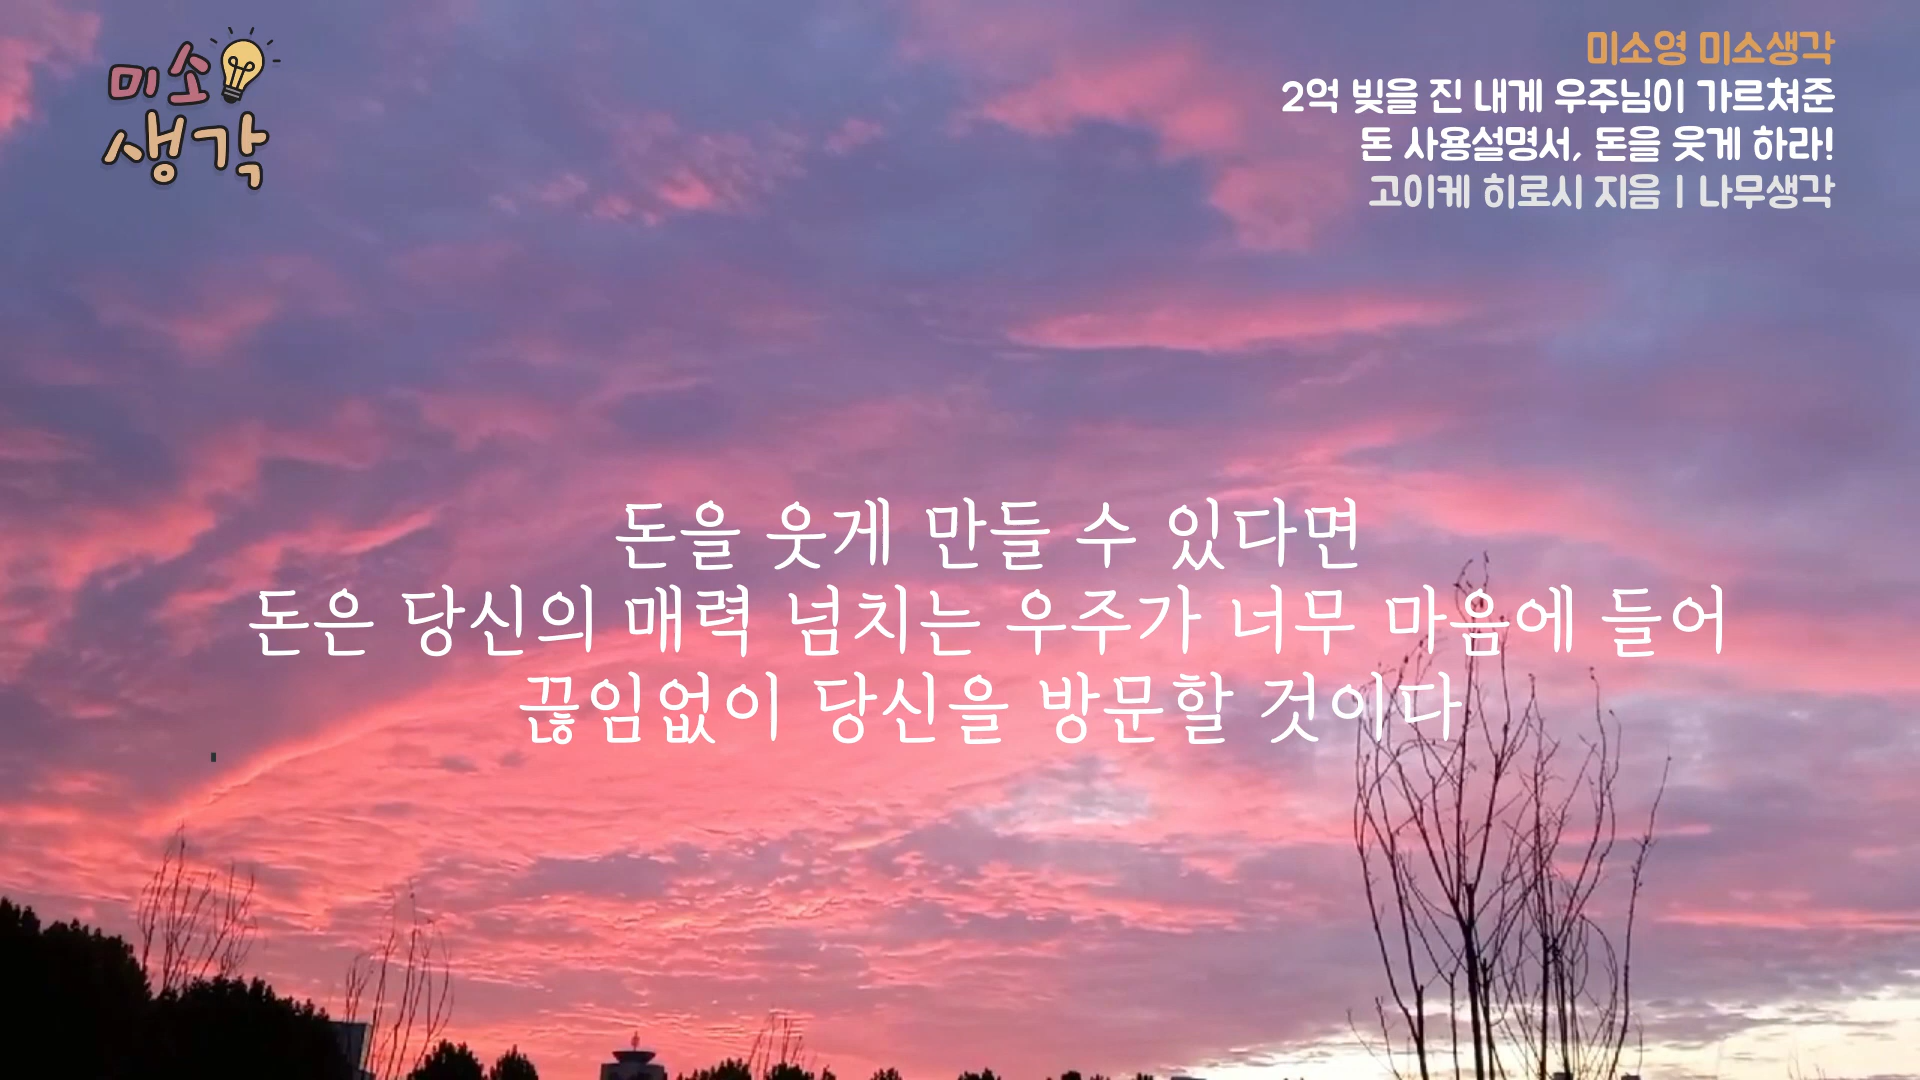 미소
생각
미소영 미소생각
2억 빚을 진 내게 우주님이 가르쳐준
돈 사용설명서, 돈을 웃게 하라!
고이케 히로시 지음 | 나무생각
돈을 웃게 만들 수 있다면
돈은 당신의 매력 넘치는 우주가 너무 마음에 들어
끊임없이 당신을 방문할 것이다